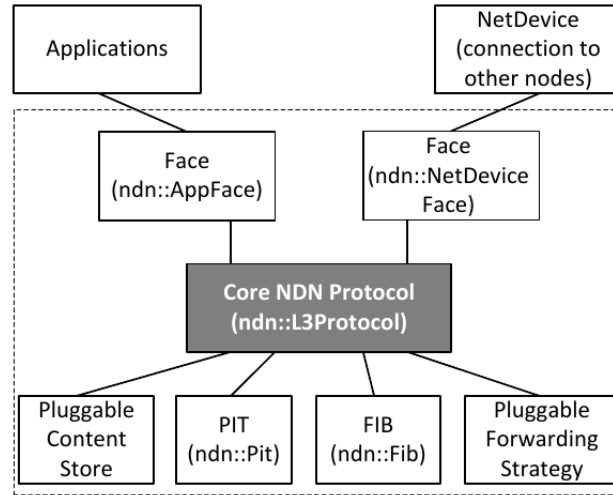 Applications
NetDevice
(connection to
other nodes)
Face
(ndn::AppFace)
Face
(ndn::NetDevice
Face)
Core NDN Protocol
(ndn::L3Protocol)
Pluggable
Content
Store
PIT
(ndn::Pit)
FIB
(ndn::Fib)
Pluggable
Forwarding
Strategy